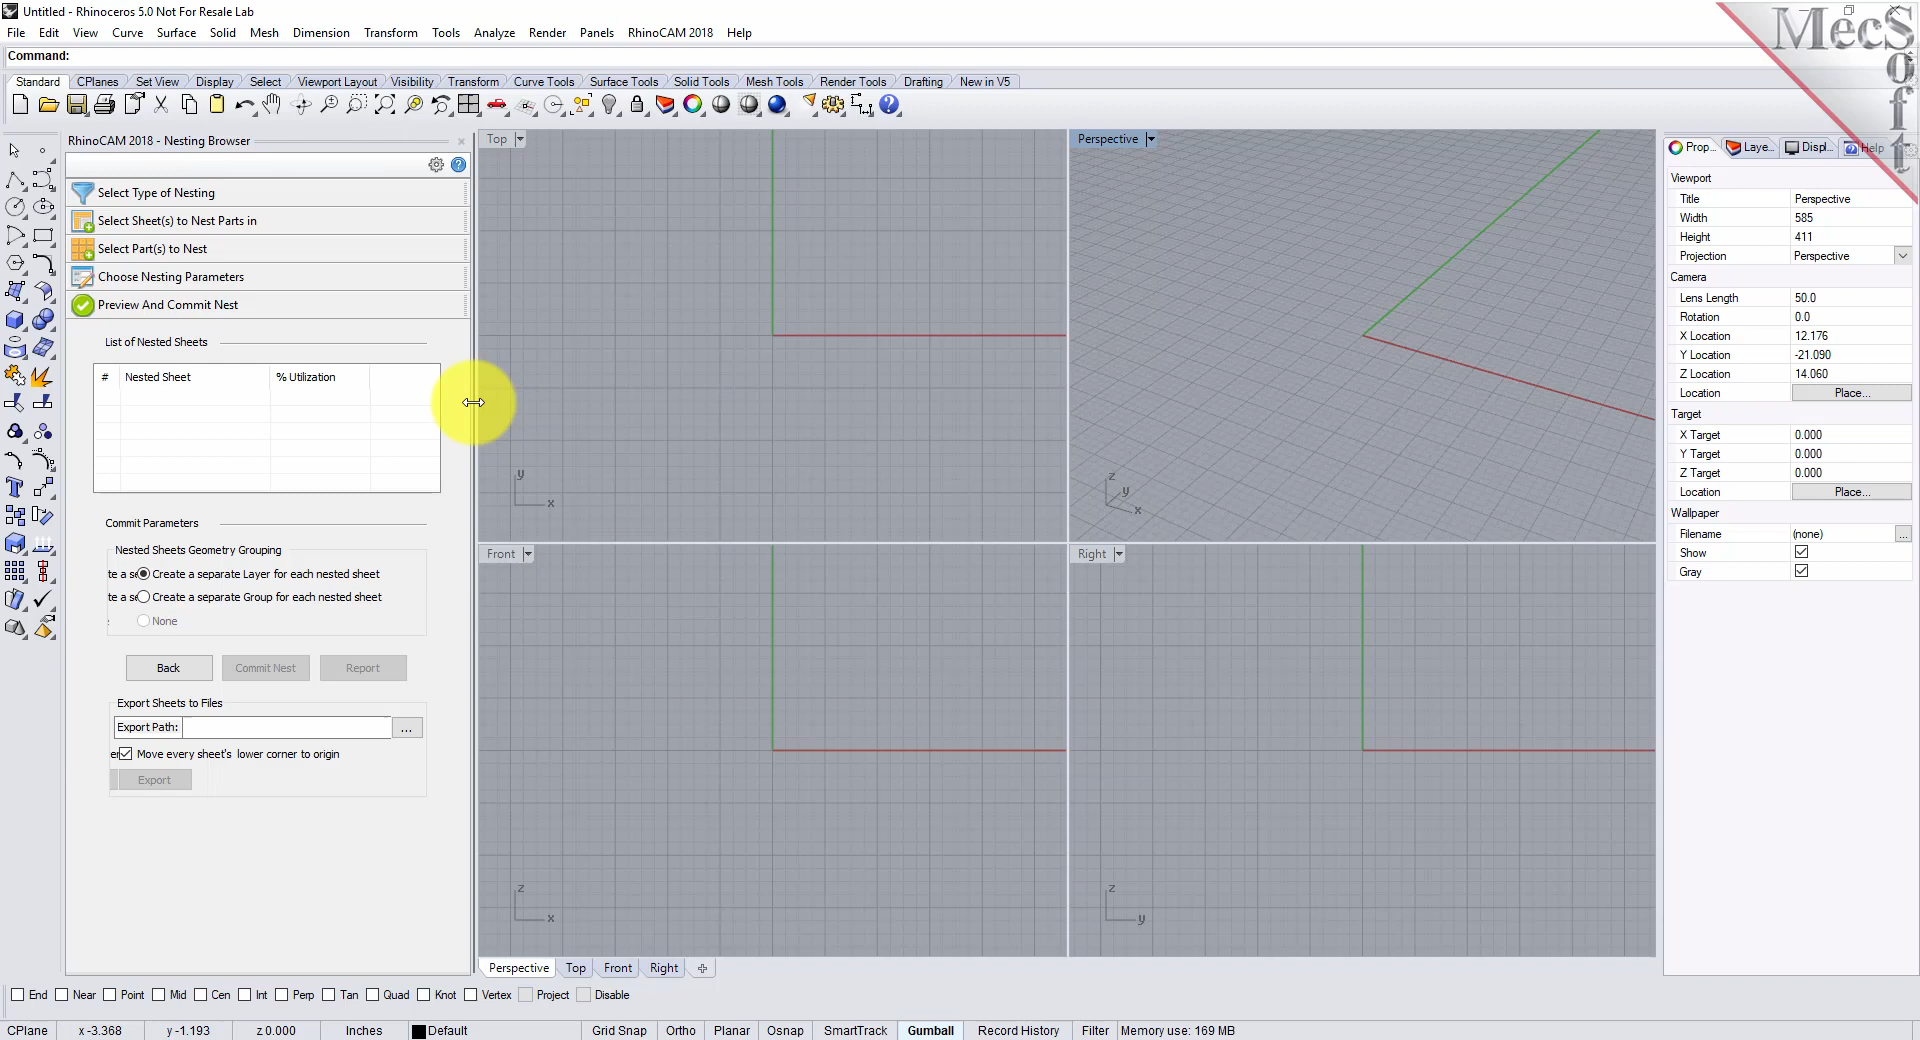 Untitled - Rhinoceros 5.0 Not For Resale Lab
File Edit View Curve Surface Solid Mesh Dimension Transform Tools Analyze Render Panels RhinoCAM 2018 Help
Command:
Standard CPlanes Set View Display Select Viewport Layout Visibility Transform Curve Tools Surface Tools Solid Tools Mesh Tools Render Tools Drafting New in V5
MecSoft
RhinoCAM 2018 - Nesting Browser
Select Type of Nesting
Select Sheet(s) to Nest Parts in
Select Part(s) to Nest
Choose Nesting Parameters
Preview And Commit Nest
List of Nested Sheets
# Nested Sheet % Utilization
Commit Parameters
Nested Sheets Geometry Grouping
te a se Create a separate Layer for each nested sheet
te a se Create a separate Group for each nested sheet
None
Back Commit Nest Report
Export Sheets to Files
Export Path: ...
er Move every sheet's lower corner to origin
Export
Top
y
x
Perspective
z
y
x
Front
z
x
Right
z
y
Perspective Top Front Right
Prop... Laye... Displ... Help
Viewport
Title Perspective
Width 585
Height 411
Projection Perspective
Camera
Lens Length 50.0
Rotation 0.0
X Location 12.176
Y Location -21.090
Z Location 14.060
Location Place...
Target
X Target 0.000
Y Target 0.000
Z Target 0.000
Location Place...
Wallpaper
Filename (none) ...
Show
Gray
End Near Point Mid Cen Int Perp Tan Quad Knot Vertex Project Disable
CPlane x -3.368 y -1.193 z 0.000 Inches Default Grid Snap Ortho Planar Osnap SmartTrack Gumball Record History Filter Memory use: 169 MB